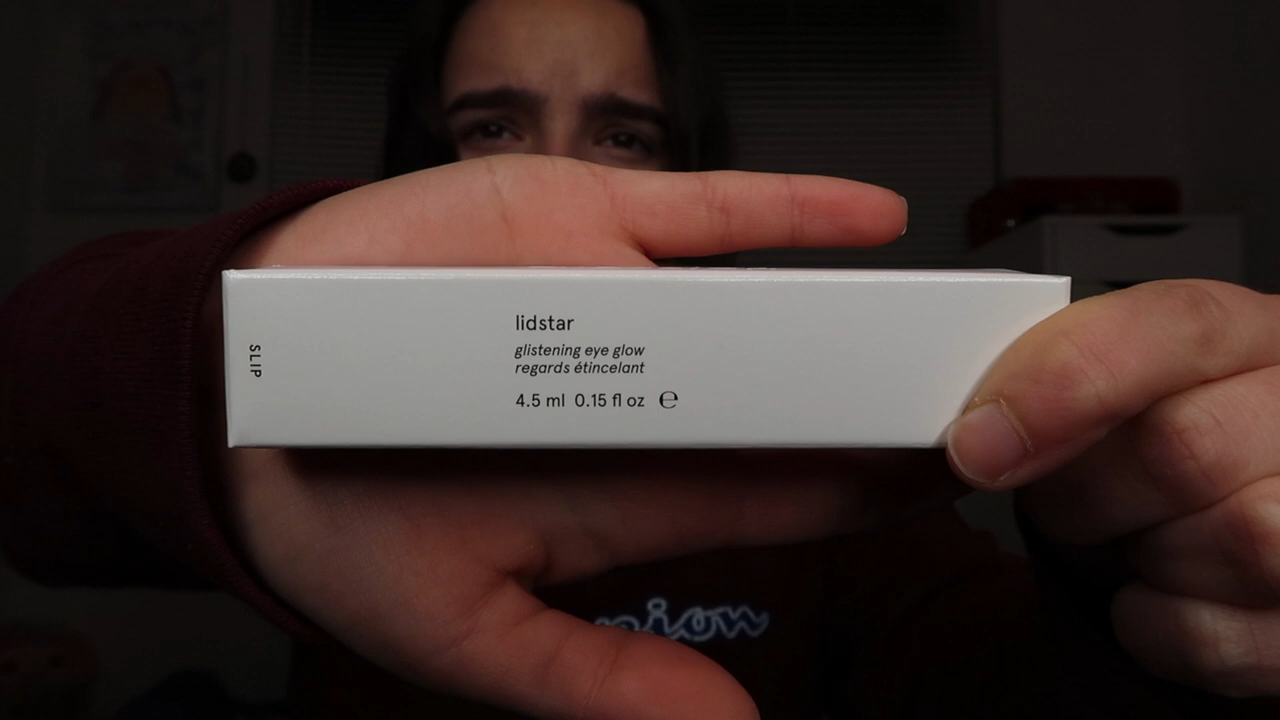 SLIP
lidstar
glistening eye glow
regards étincelant
4.5 ml 0.15 fl oz ℮